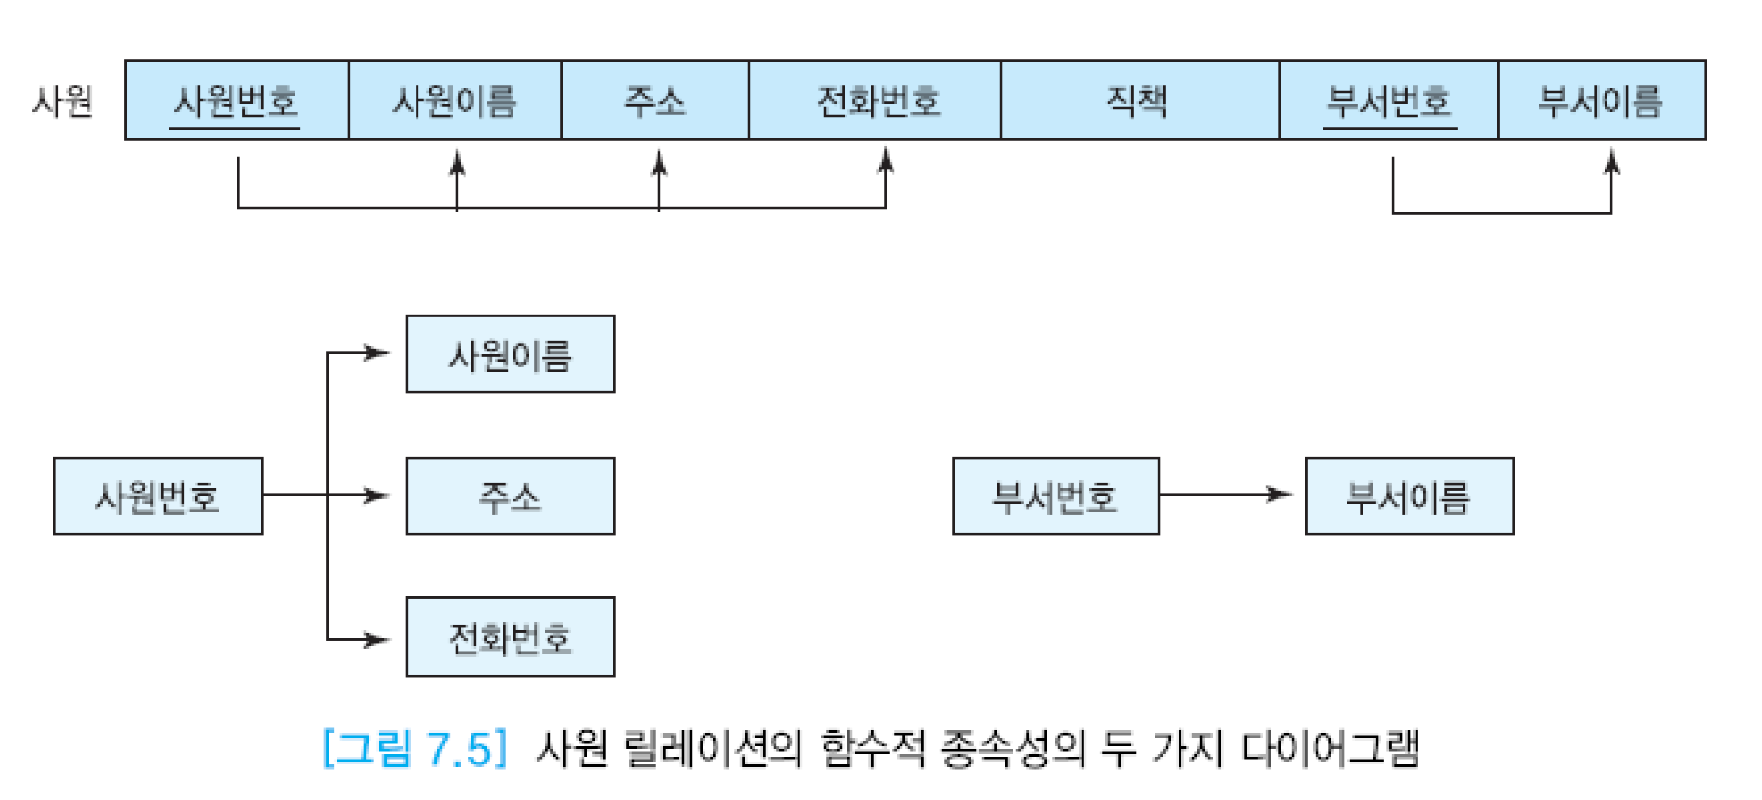 사원 사원번호 사원이름 주소 전화번호 직책 부서번호 부서이름
사원이름
사원번호 주소 부서번호 부서이름
전화번호
[그림 7.5] 사원 릴레이션의 함수적 종속성의 두 가지 다이어그램